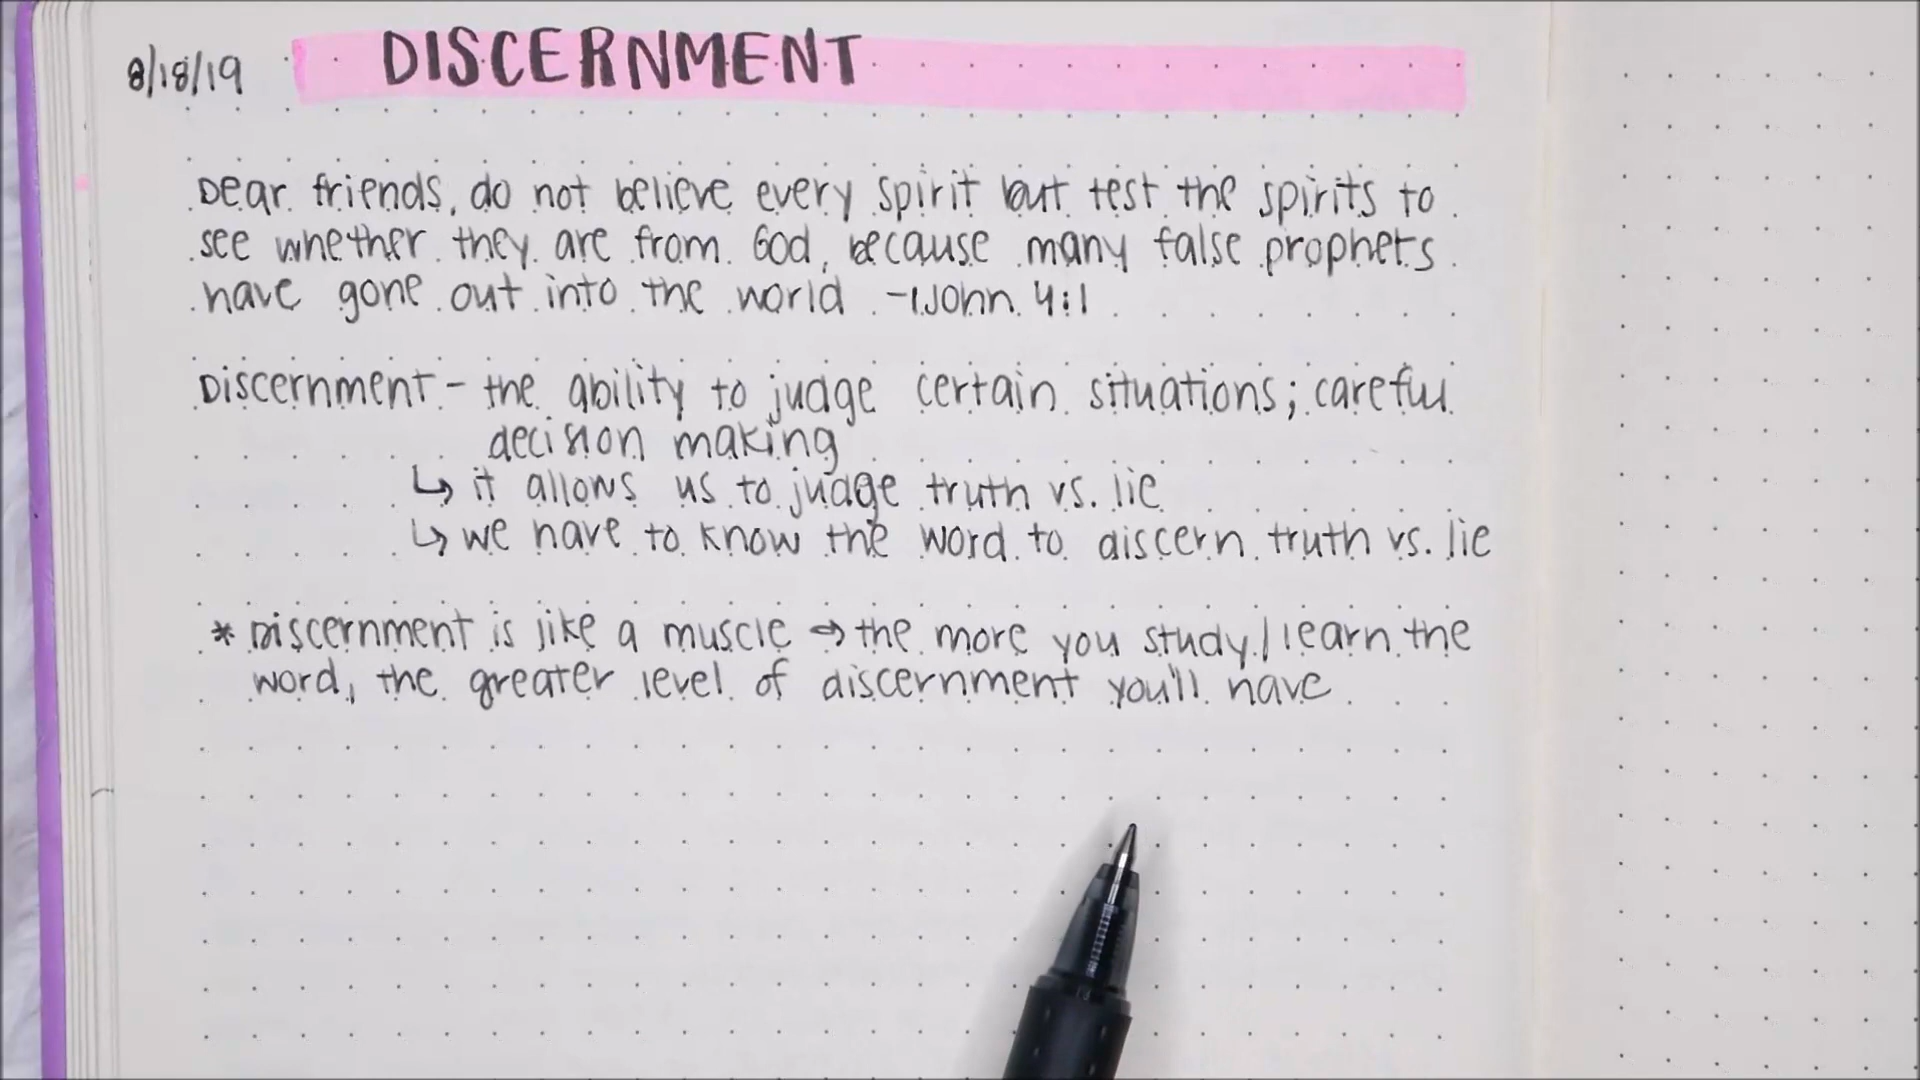 8/18/19 DISCERNMENT
Dear friends, do not believe every spirit but test the spirits to
see whether they are from God, because many false prophets
have gone out into the world -1John 4:1
Discernment - the ability to judge certain situations; careful
decision making
↳ it allows us to judge truth vs. lie
↳ we have to know the word to discern truth vs. lie
* Discernment is like a muscle → the more you study/learn the
word, the greater level of discernment you'll have